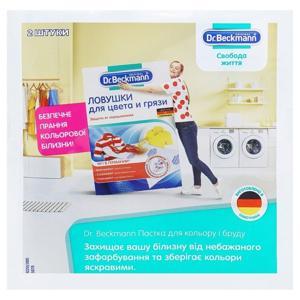 2 ШТУКИ
Dr.Beckmann
Свобода
життя
Dr.Beckmann
ЛОВУШКИ
для цвета и грязи
БЕЗПЕЧНЕ
ПРАННЯ
КОЛЬОРОВОЇ
БІЛИЗНИ!
Dr. Beckmann Пастка для кольору і бруду
Захищає вашу білизну від небажаного
зафарбування та зберігає кольори
яскравими.